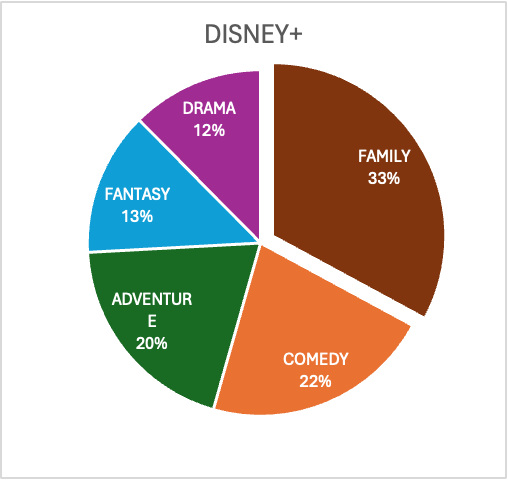 DISNEY+
DRAMA
12%
FAMILY
33%
FANTASY
13%
ADVENTUR
E
20%
COMEDY
22%